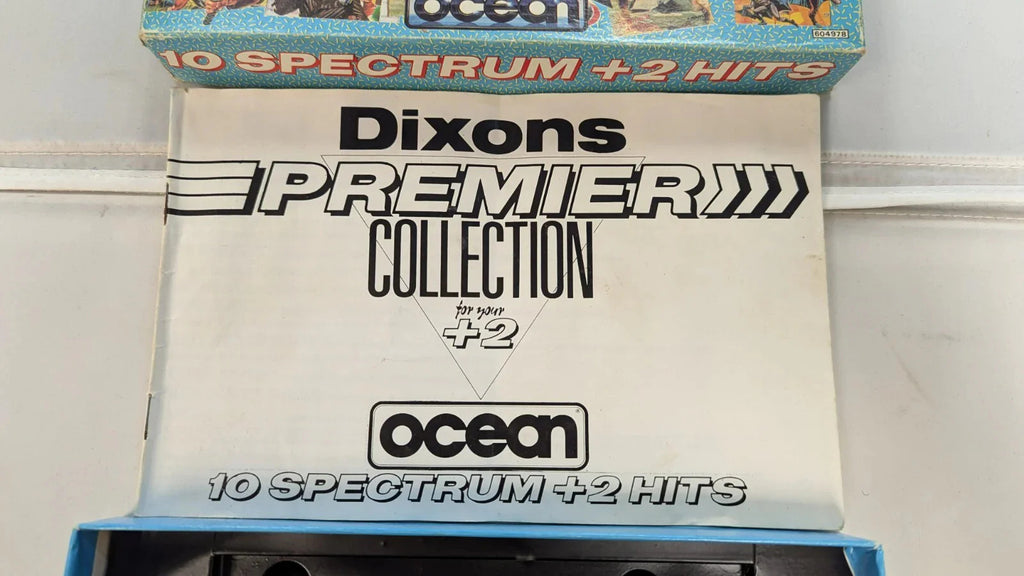 ocean
604978
10 SPECTRUM +2 HITS
Dixons
PREMIER
COLLECTION
for your
+2
ocean
10 SPECTRUM +2 HITS